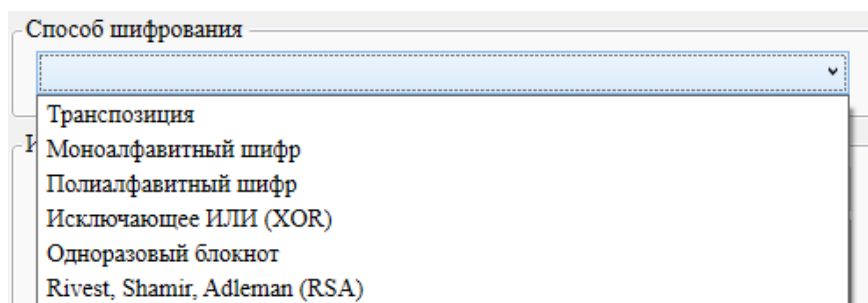 Способ шифрования
Транспозиция
Моноалфавитный шифр
Полиалфавитный шифр
Исключающее ИЛИ (XOR)
Одноразовый блокнот
Rivest, Shamir, Adleman (RSA)